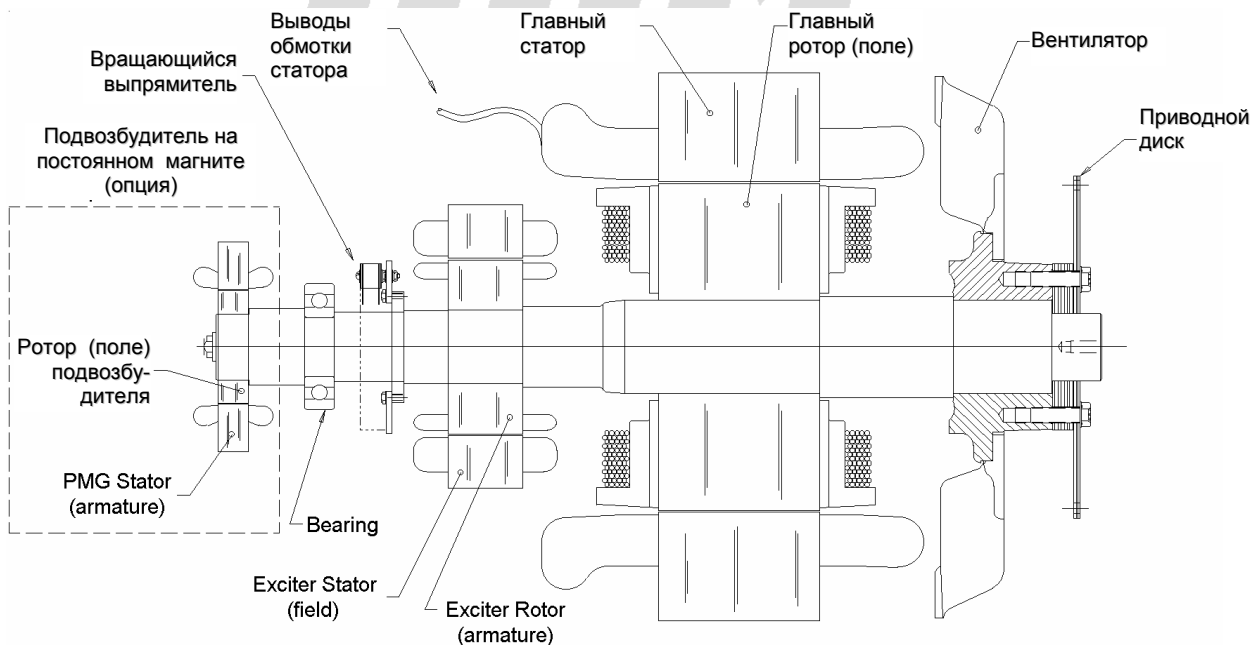 Выводы
обмотки
статора
Главный
статор
Главный
ротор (поле)
Вентилятор
Вращающийся
выпрямитель
Приводной
диск
Подвозбудитель на
постоянном магните
(опция)
Ротор (поле)
подвозбу-
дителя
PMG Stator
(armature)
Bearing
Exciter Stator
(field)
Exciter Rotor
(armature)